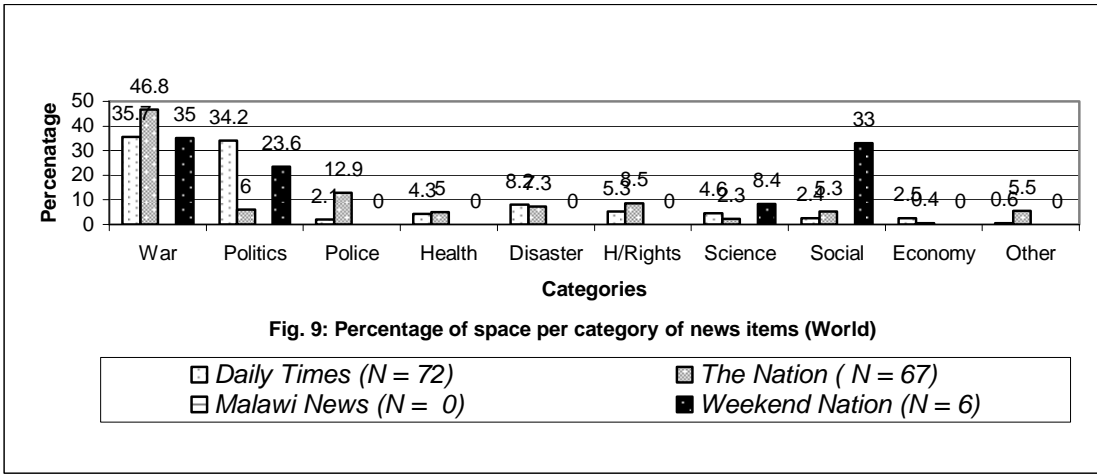 Percenatage
50
40
30
20
10
0
35.7 46.8 35
34.2 6 23.6
2.1 12.9 0
4.3 5 0
8.2 7.3 0
5.3 8.5 0
4.6 2.3 8.4
2.4 5.3 33
2.5 0.4 0
0.6 5.5 0
War Politics Police Health Disaster H/Rights Science Social Economy Other
Categories
Fig. 9: Percentage of space per category of news items (World)
Daily Times (N = 72) The Nation ( N = 67)
Malawi News (N = 0) Weekend Nation (N = 6)